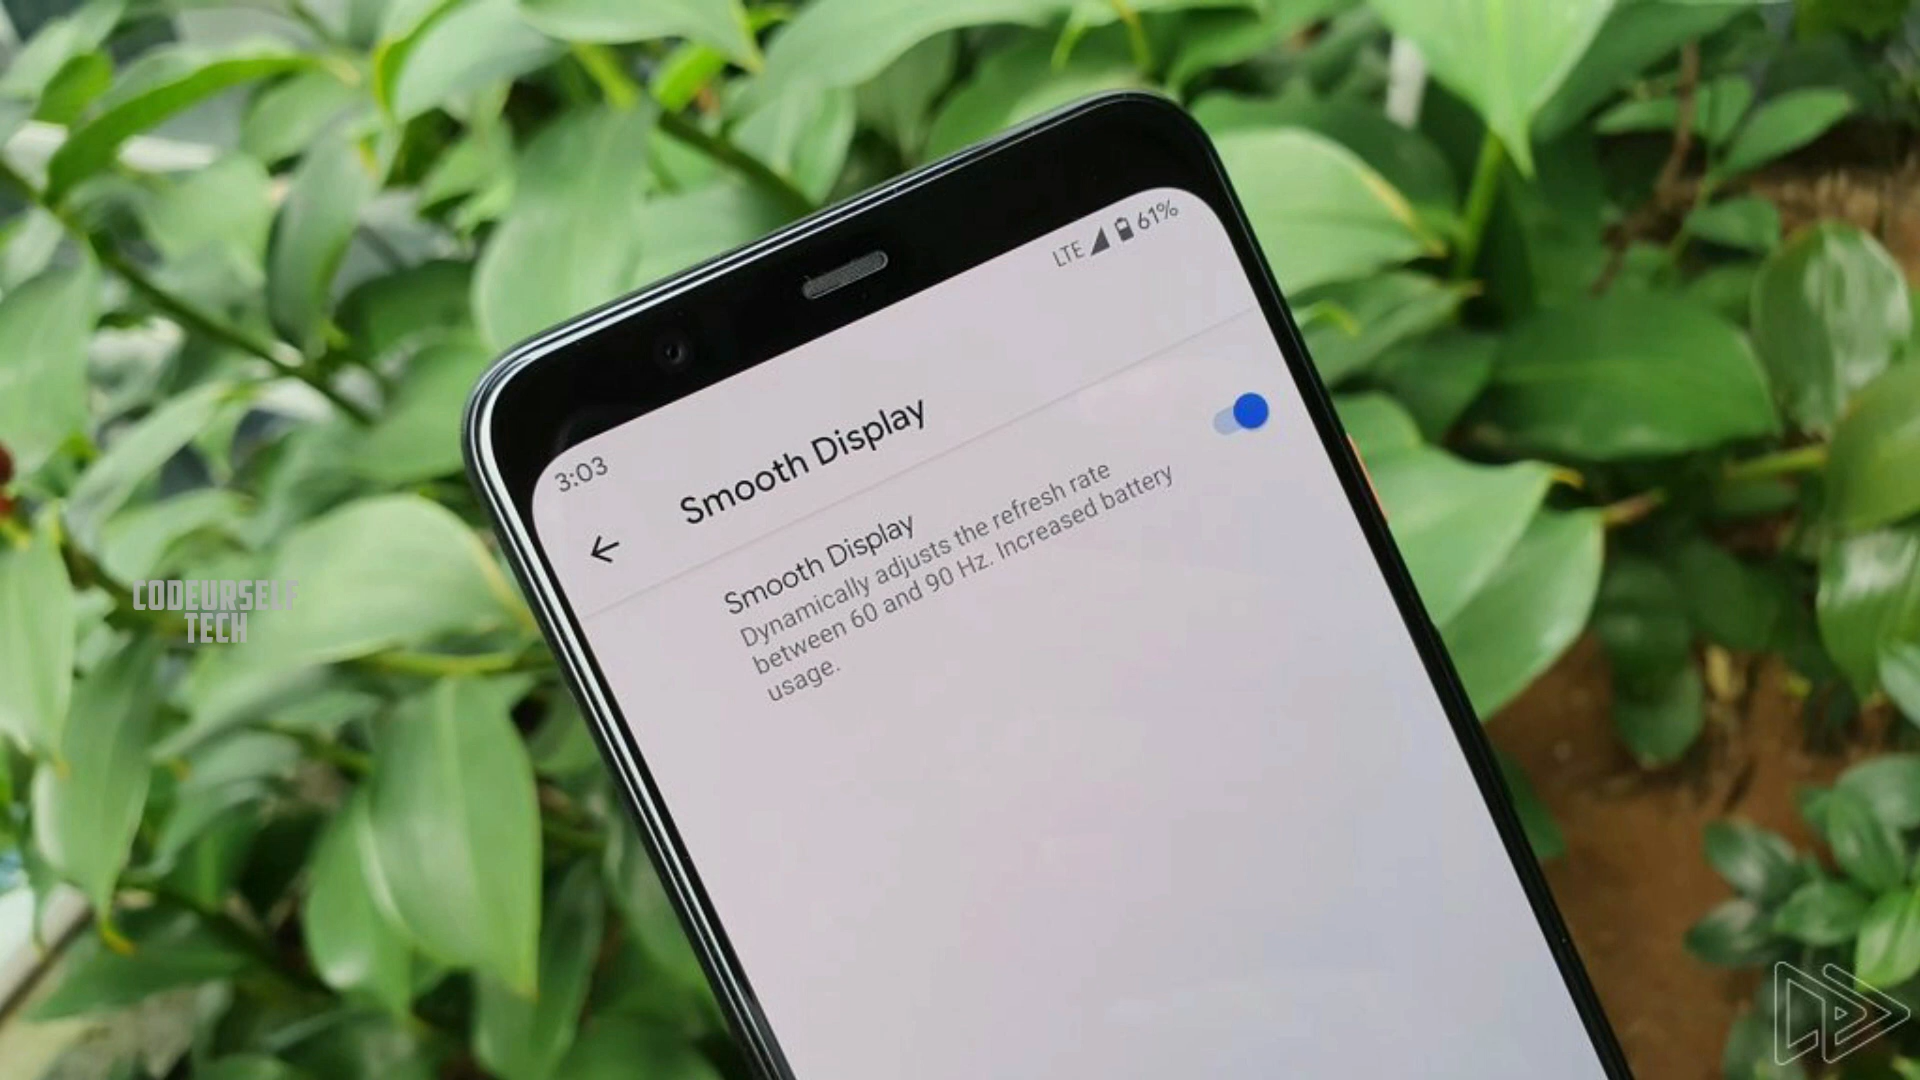 LTE 61%
3:03
Smooth Display
Smooth Display
Dynamically adjusts the refresh rate
between 60 and 90 Hz. Increased battery
usage.
CODEURSELF
TECH